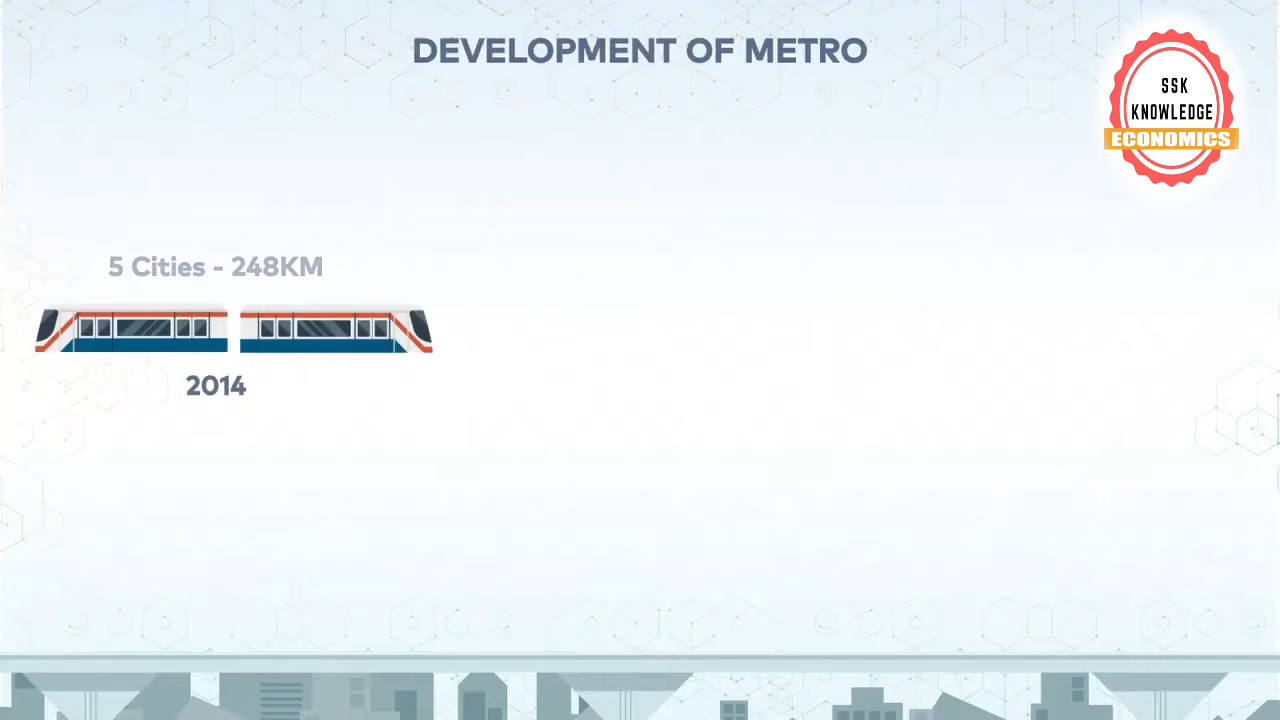 DEVELOPMENT OF METRO
SSK
KNOWLEDGE
ECONOMICS
5 Cities - 248KM
2014